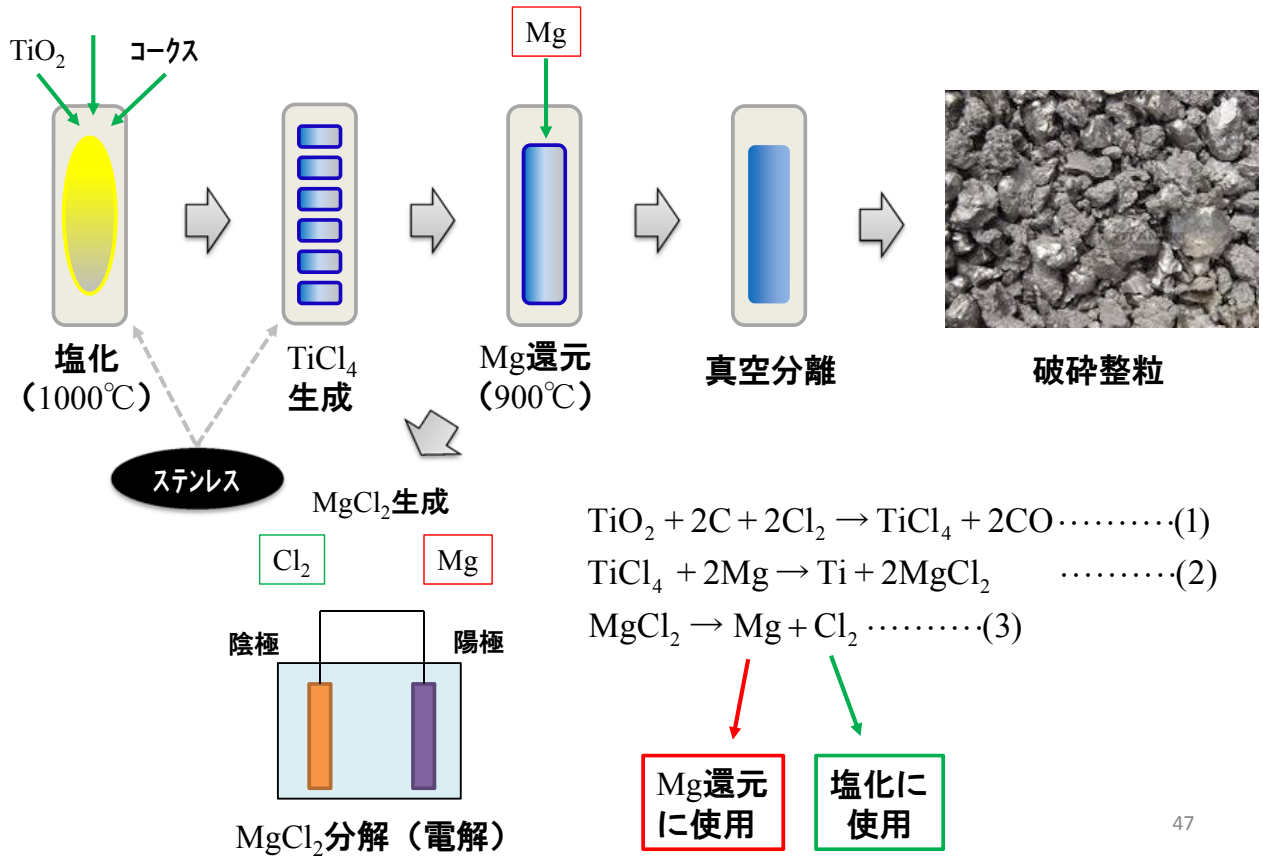 Mg
TiO₂
コークス
塩化
（1000℃）
TiCl₄
生成
Mg還元
（900℃）
真空分離
破砕整粒
ステンレス
MgCl₂生成
Cl₂
Mg
陰極
陽極
MgCl₂分解（電解）
TiO₂ + 2C + 2Cl₂ → TiCl₄ + 2CO ··········(1)
TiCl₄ + 2Mg → Ti + 2MgCl₂ ··········(2)
MgCl₂ → Mg + Cl₂ ··········(3)
Mg還元
に使用
塩化に
使用
47